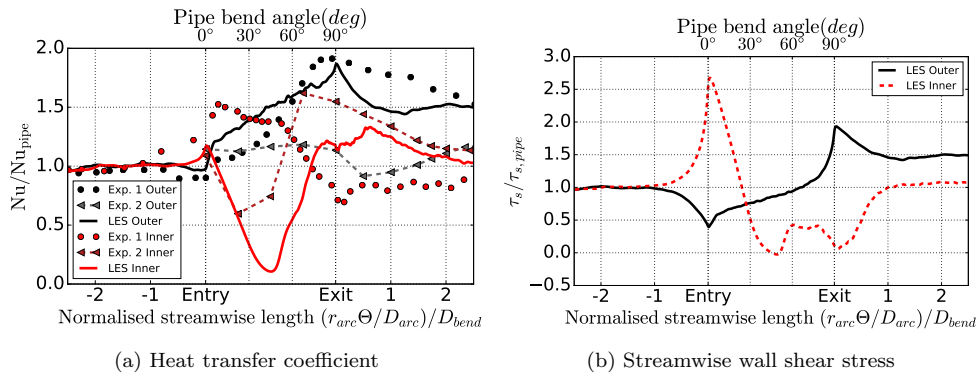 Pipe bend angle(deg)
0° 30° 60° 90°
2.0
1.5
1.0
0.5
0.0
Nu/Nu_pipe
Exp. 1 Outer
Exp. 2 Outer
LES Outer
Exp. 1 Inner
Exp. 2 Inner
LES Inner
-2 -1 Entry Exit 1 2
Normalised streamwise length (r_arcΘ/D_arc)/D_bend
(a) Heat transfer coefficient
Pipe bend angle(deg)
0° 30° 60° 90°
3.0
2.5
2.0
1.5
1.0
0.5
0.0
−0.5
τ_s/τ_s,pipe
LES Outer
LES Inner
-2 -1 Entry Exit 1 2
Normalised streamwise length (r_arcΘ/D_arc)/D_bend
(b) Streamwise wall shear stress